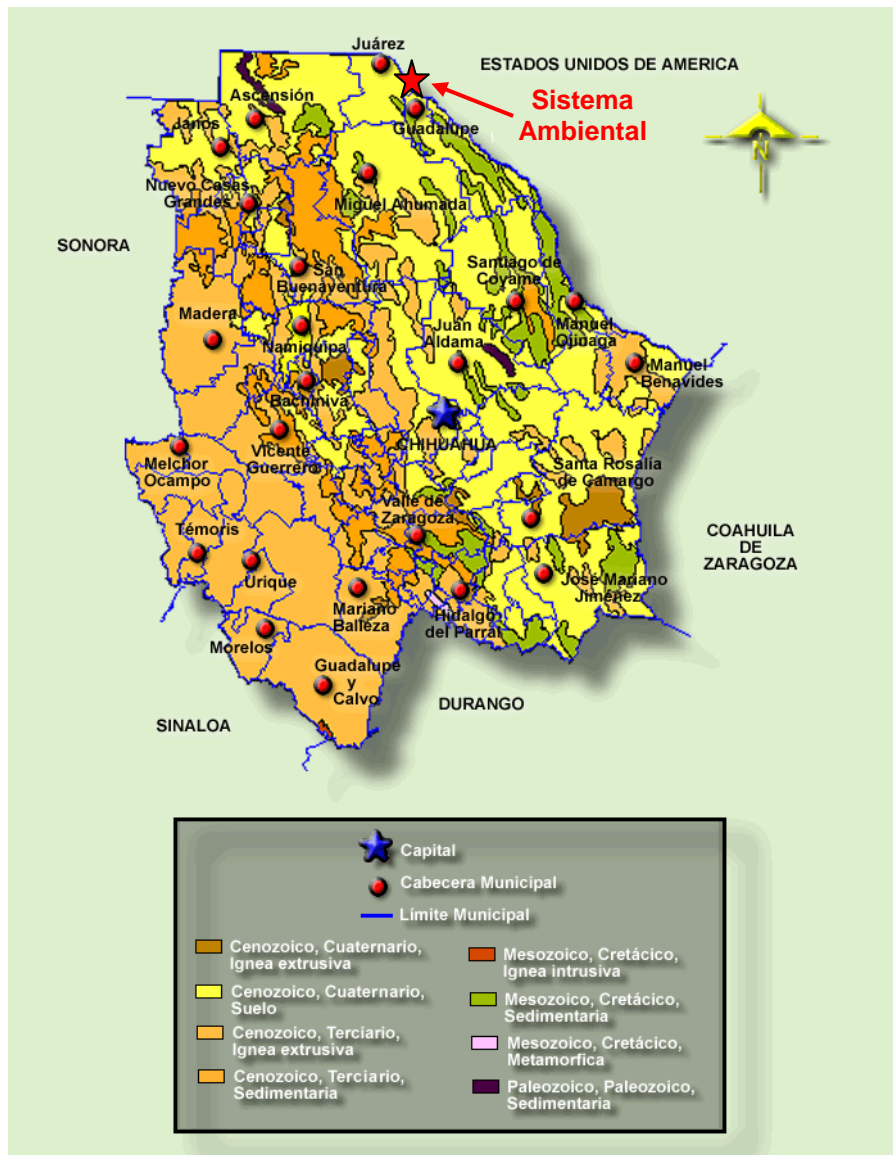 Juárez
ESTADOS UNIDOS DE AMERICA
Sistema
Ambiental
Ascensión
Guadalupe
Janos
N
Nuevo Casas
Grandes
Miguel Ahumada
SONORA
San
Buenaventura
Santiago de
Coyame
Madera
Namiquipa
Juan
Aldama
Manuel
Ojinaga
Manuel
Benavides
Bachiniva
CHIHUAHUA
Vicente
Guerrero
Melchor
Ocampo
Santa Rosalía
de Camargo
Valle de
Zaragoza
Témoris
COAHUILA
DE
ZARAGOZA
Urique
José Mariano
Jiménez
Mariano
Balleza
Hidalgo
del Parral
Morelos
Guadalupe
y
Calvo
DURANGO
SINALOA
Capital
Cabecera Municipal
Límite Municipal
Cenozoico, Cuaternario,
Ignea extrusiva
Cenozoico, Cuaternario,
Suelo
Cenozoico, Terciario,
Ignea extrusiva
Cenozoico, Terciario,
Sedimentaria
Mesozoico, Cretácico,
Ignea intrusiva
Mesozoico, Cretácico,
Sedimentaria
Mesozoico, Cretácico,
Metamorfica
Paleozoico, Paleozoico,
Sedimentaria